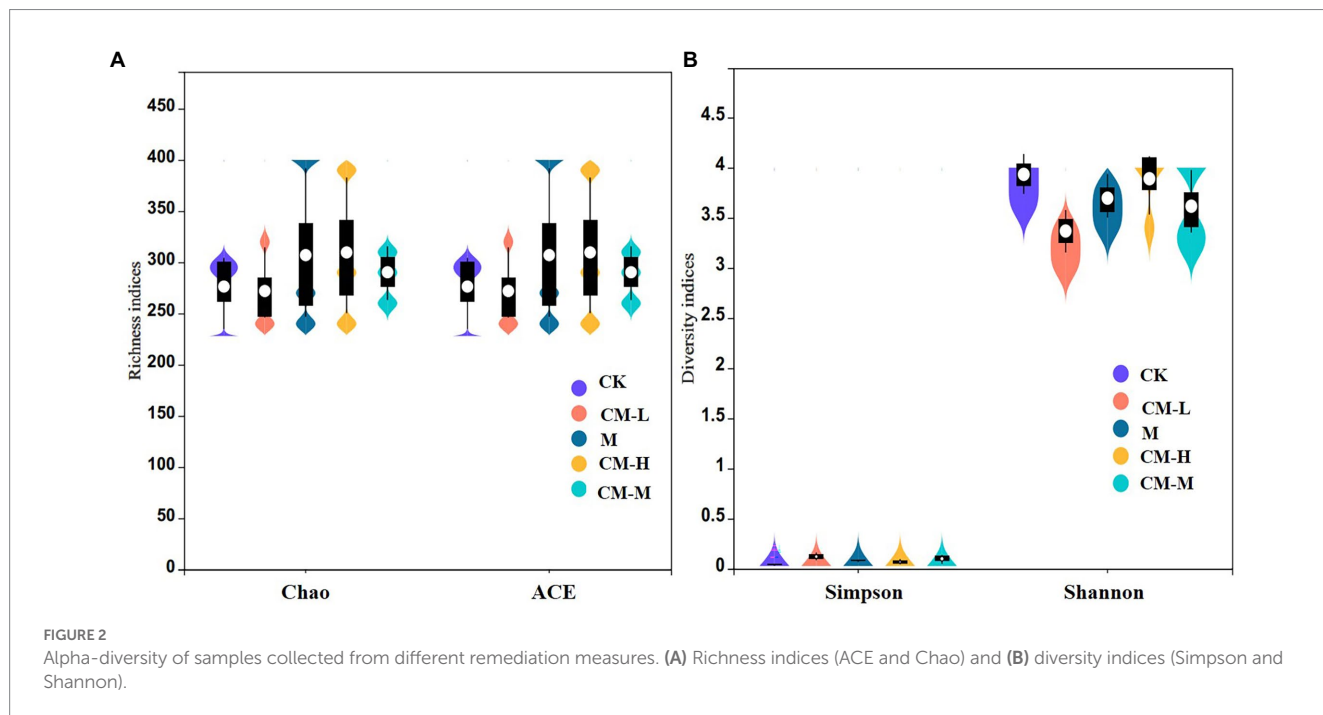 A
B
450
400
350
300
250
200
150
100
50
0
Richness indices
CK
CM-L
M
CM-H
CM-M
Chao
ACE
4.5
4
3.5
3
2.5
2
1.5
1
0.5
0
Diversity indices
CK
CM-L
M
CM-H
CM-M
Simpson
Shannon
FIGURE 2
Alpha-diversity of samples collected from different remediation measures. (A) Richness indices (ACE and Chao) and (B) diversity indices (Simpson and
Shannon).